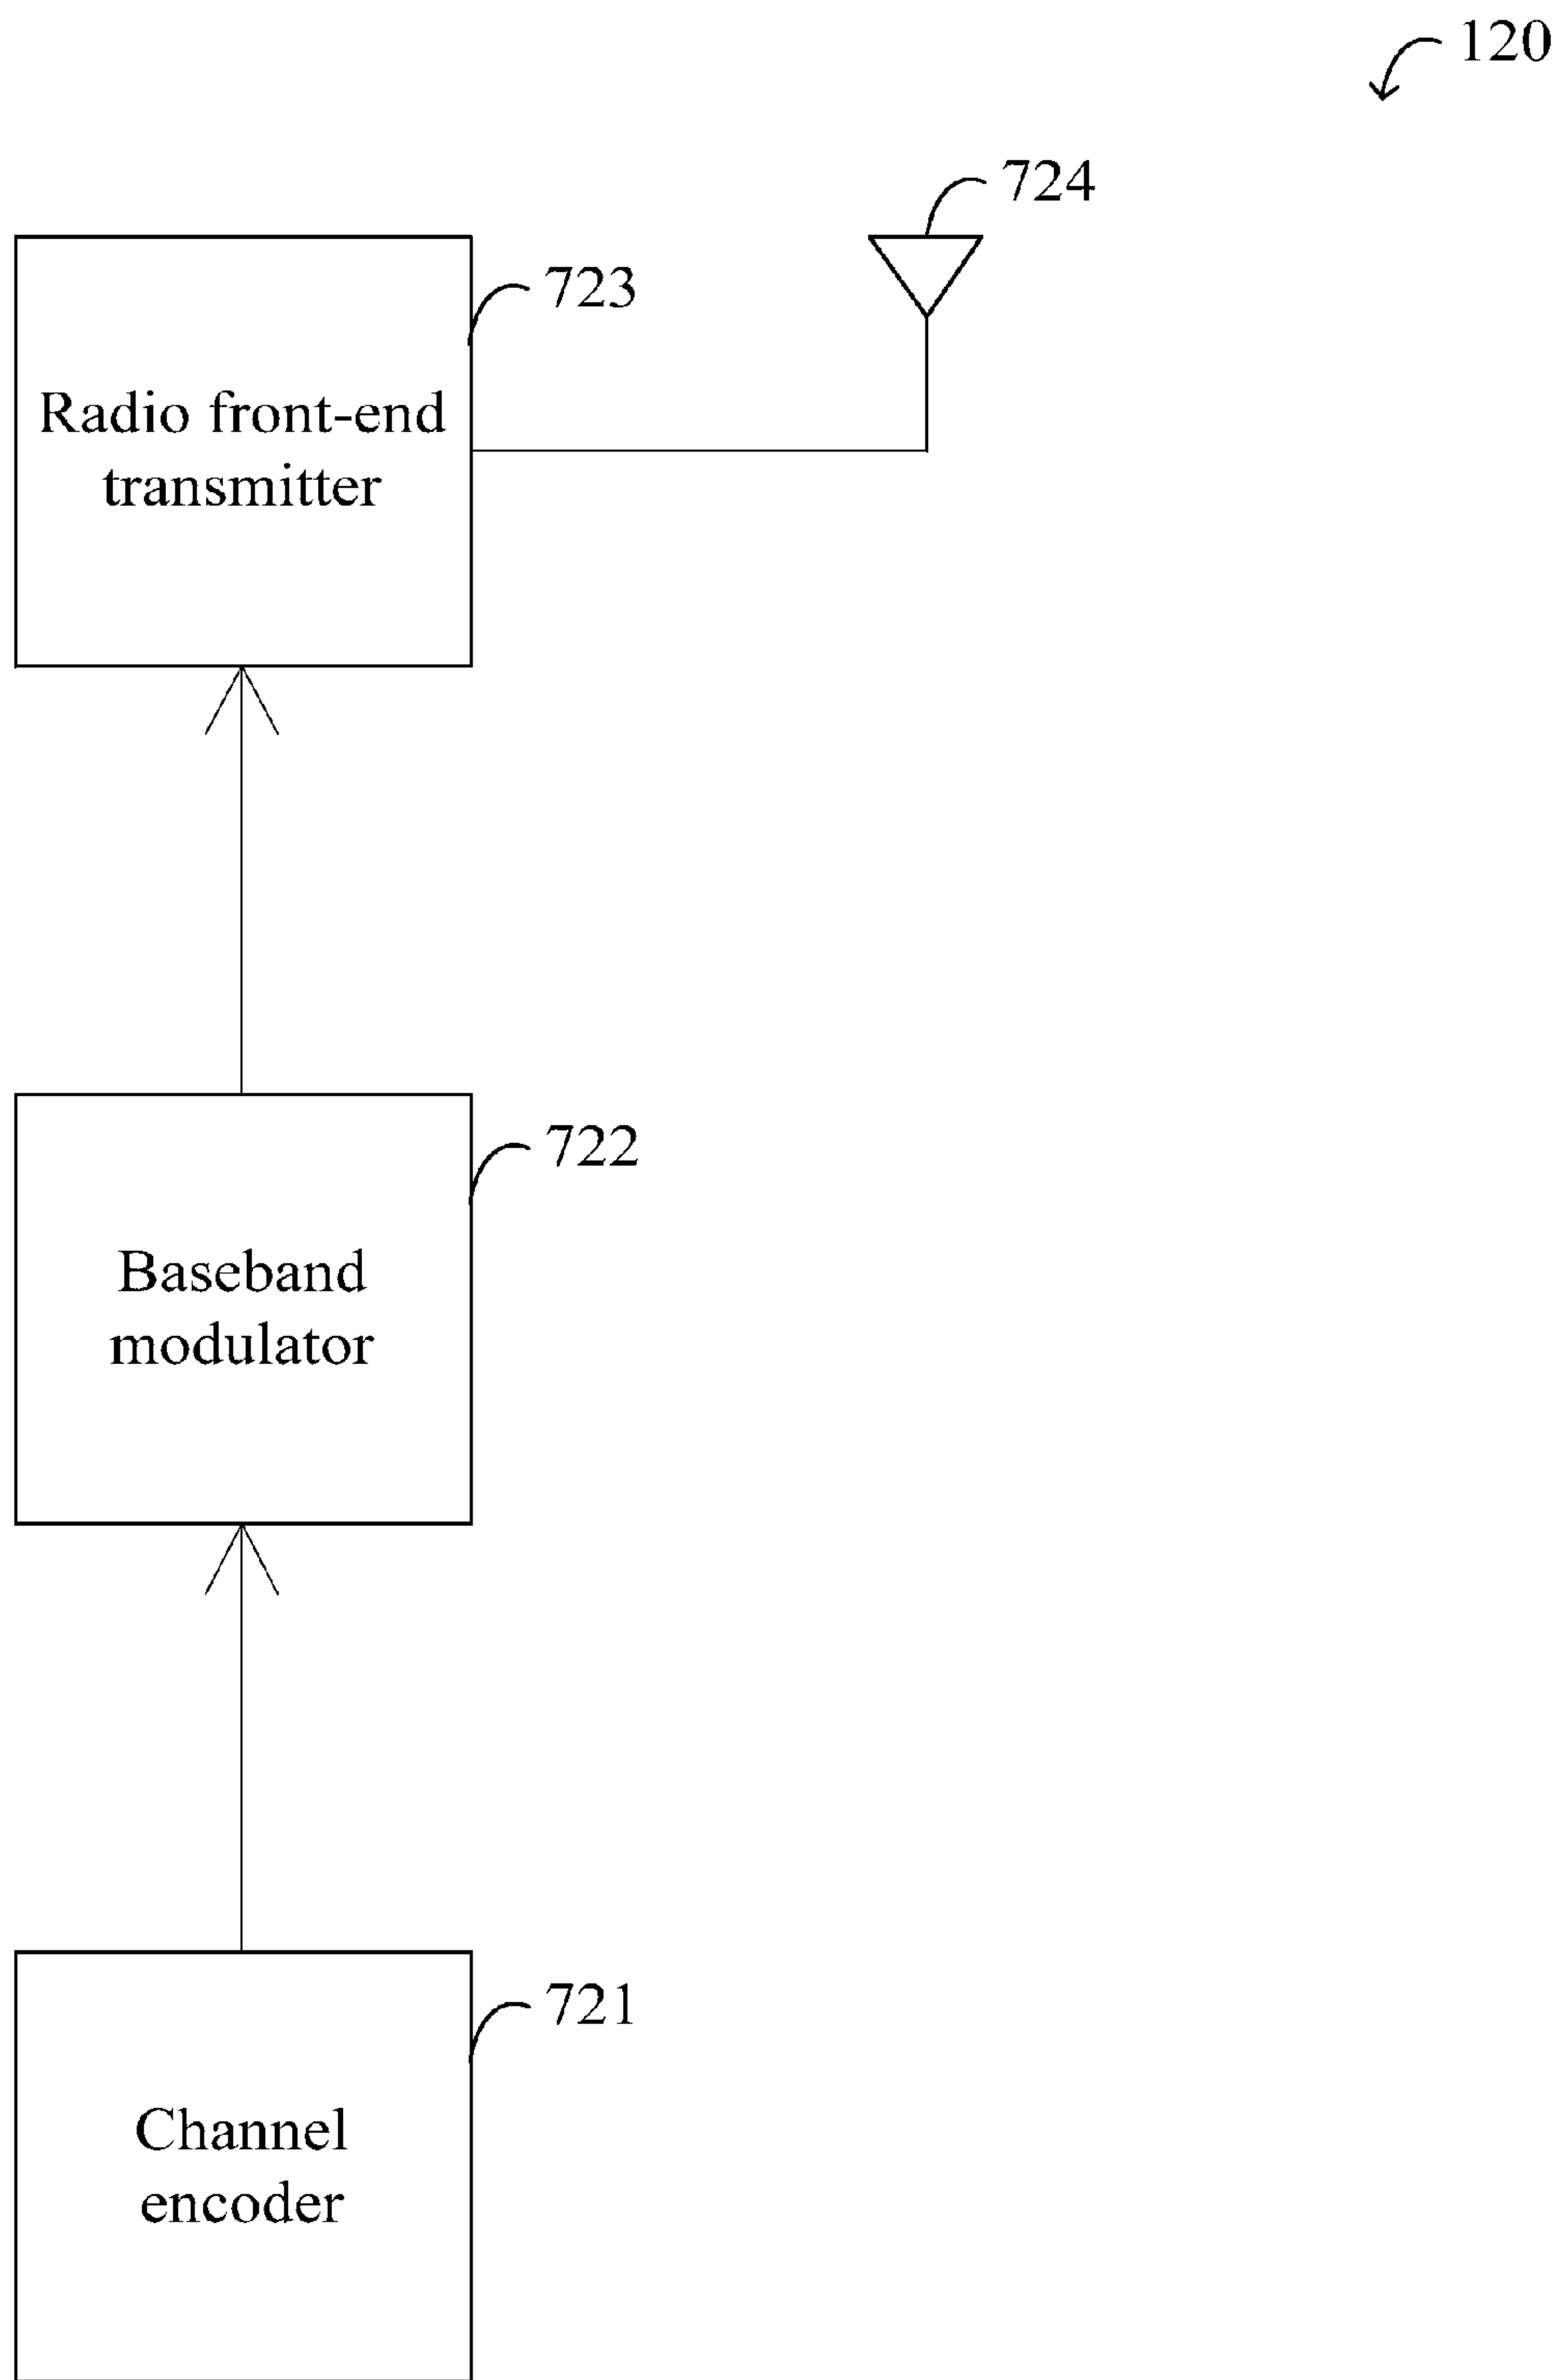 120
724
723
Radio front-end
transmitter
722
Baseband
modulator
721
Channel
encoder